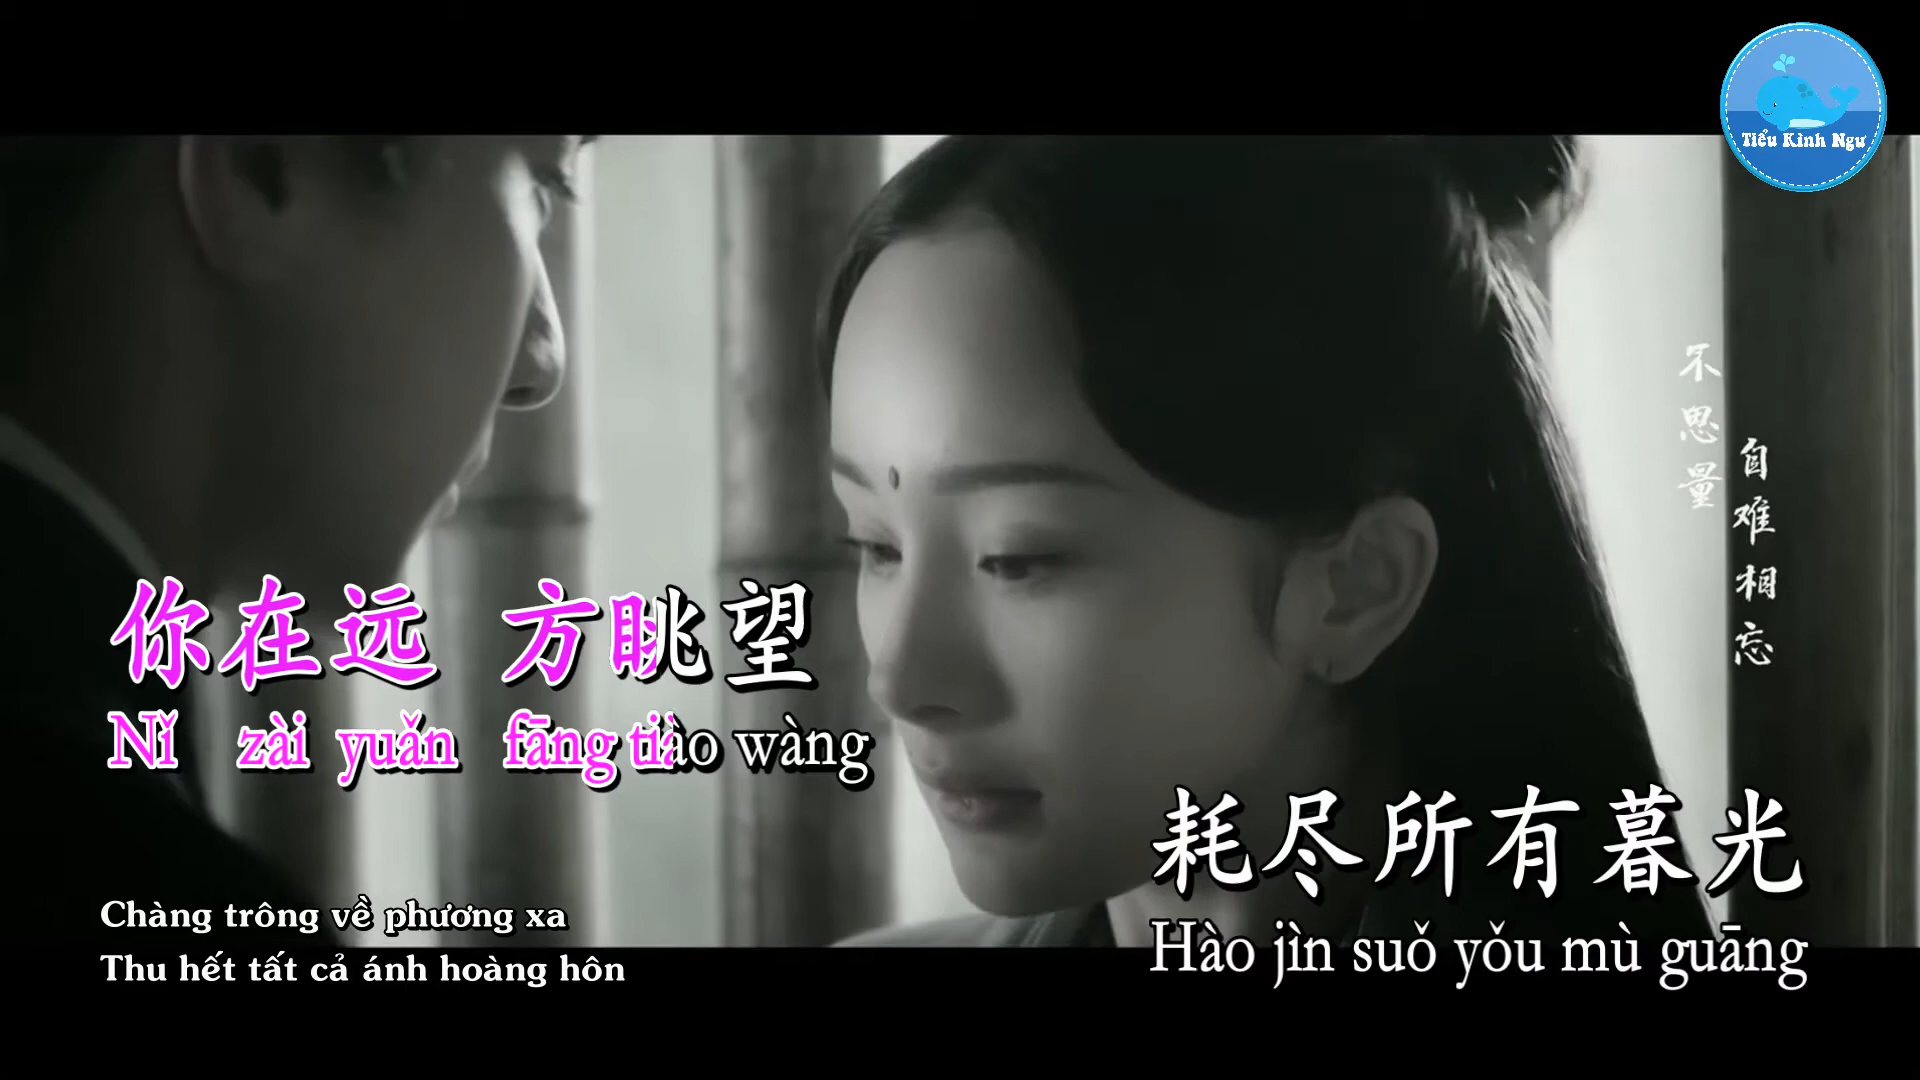 Tiểu Kình Ngư
不思量
自难相忘
你在远 方眺望
Nǐ zài yuǎn fāng tiào wàng
耗尽所有暮光
Hào jìn suǒ yǒu mù guāng
Chàng trông về phương xa
Thu hết tất cả ánh hoàng hôn